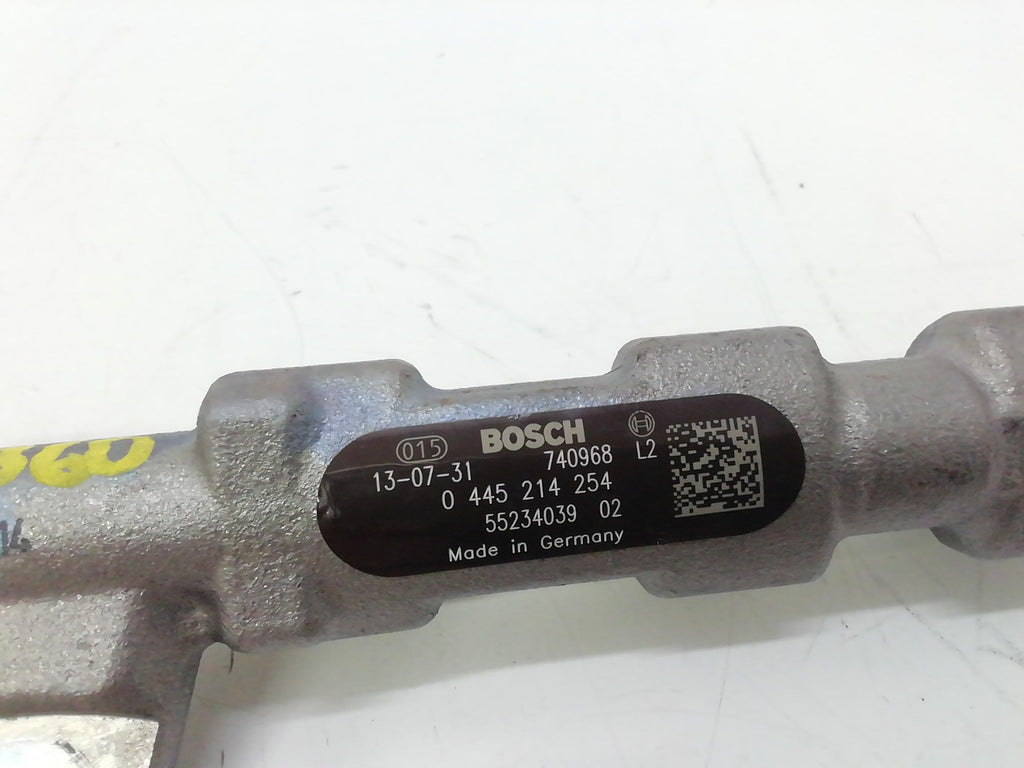 015 BOSCH H
13-07-31 740968 L2
0 445 214 254
55234039 02
Made in Germany